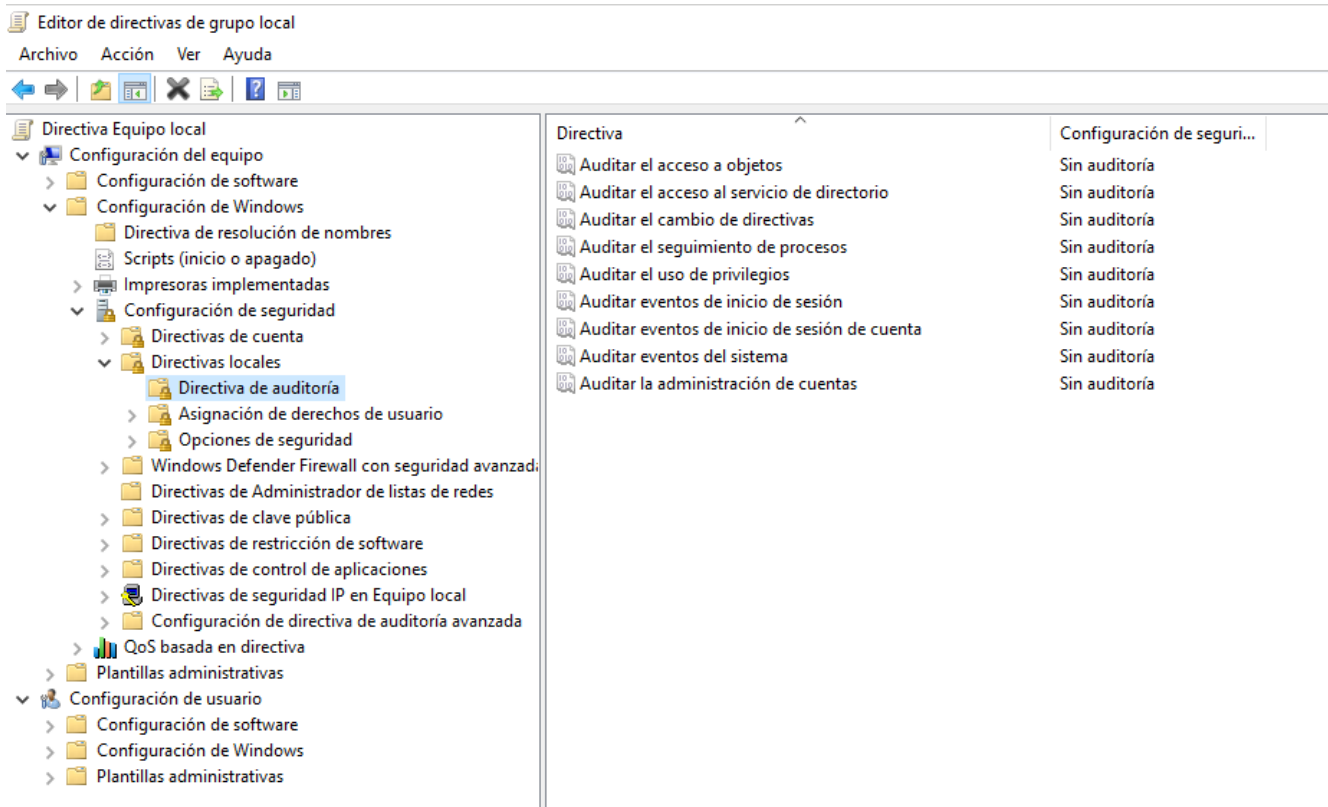 Editor de directivas de grupo local
Archivo Acción Ver Ayuda
Directiva Equipo local
Configuración del equipo
Configuración de software
Configuración de Windows
Directiva de resolución de nombres
Scripts (inicio o apagado)
Impresoras implementadas
Configuración de seguridad
Directivas de cuenta
Directivas locales
Directiva de auditoría
Asignación de derechos de usuario
Opciones de seguridad
Windows Defender Firewall con seguridad avanzada
Directivas de Administrador de listas de redes
Directivas de clave pública
Directivas de restricción de software
Directivas de control de aplicaciones
Directivas de seguridad IP en Equipo local
Configuración de directiva de auditoría avanzada
QoS basada en directiva
Plantillas administrativas
Configuración de usuario
Configuración de software
Configuración de Windows
Plantillas administrativas
Directiva Configuración de seguri...
Auditar el acceso a objetos Sin auditoría
Auditar el acceso al servicio de directorio Sin auditoría
Auditar el cambio de directivas Sin auditoría
Auditar el seguimiento de procesos Sin auditoría
Auditar el uso de privilegios Sin auditoría
Auditar eventos de inicio de sesión Sin auditoría
Auditar eventos de inicio de sesión de cuenta Sin auditoría
Auditar eventos del sistema Sin auditoría
Auditar la administración de cuentas Sin auditoría